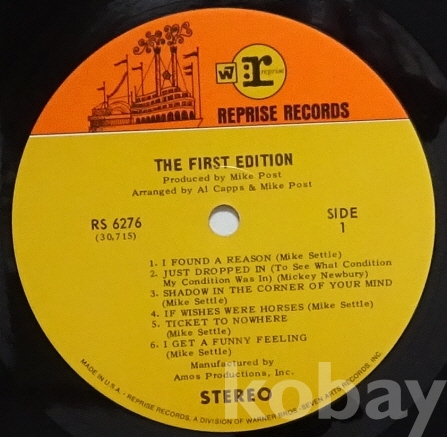 W7
r
reprise
REPRISE RECORDS
THE FIRST EDITION
Produced by Mike Post
Arranged by Al Capps & Mike Post
RS 6276
(30,715)
SIDE
1
1. I FOUND A REASON (Mike Settle)
2. JUST DROPPED IN (To See What Condition
My Condition Was In) (Mickey Newbury)
3. SHADOW IN THE CORNER OF YOUR MIND
(Mike Settle)
4. IF WISHES WERE HORSES (Mike Settle)
5. TICKET TO NOWHERE
(Mike Settle)
6. I GET A FUNNY FEELING
(Mike Settle)
Manufactured by
Amos Productions, Inc.
STEREO
MADE IN U.S.A. - REPRISE RECORDS, A DIVISION OF WARNER BROS.-SEVEN ARTS RECORDS, INC.
kobay